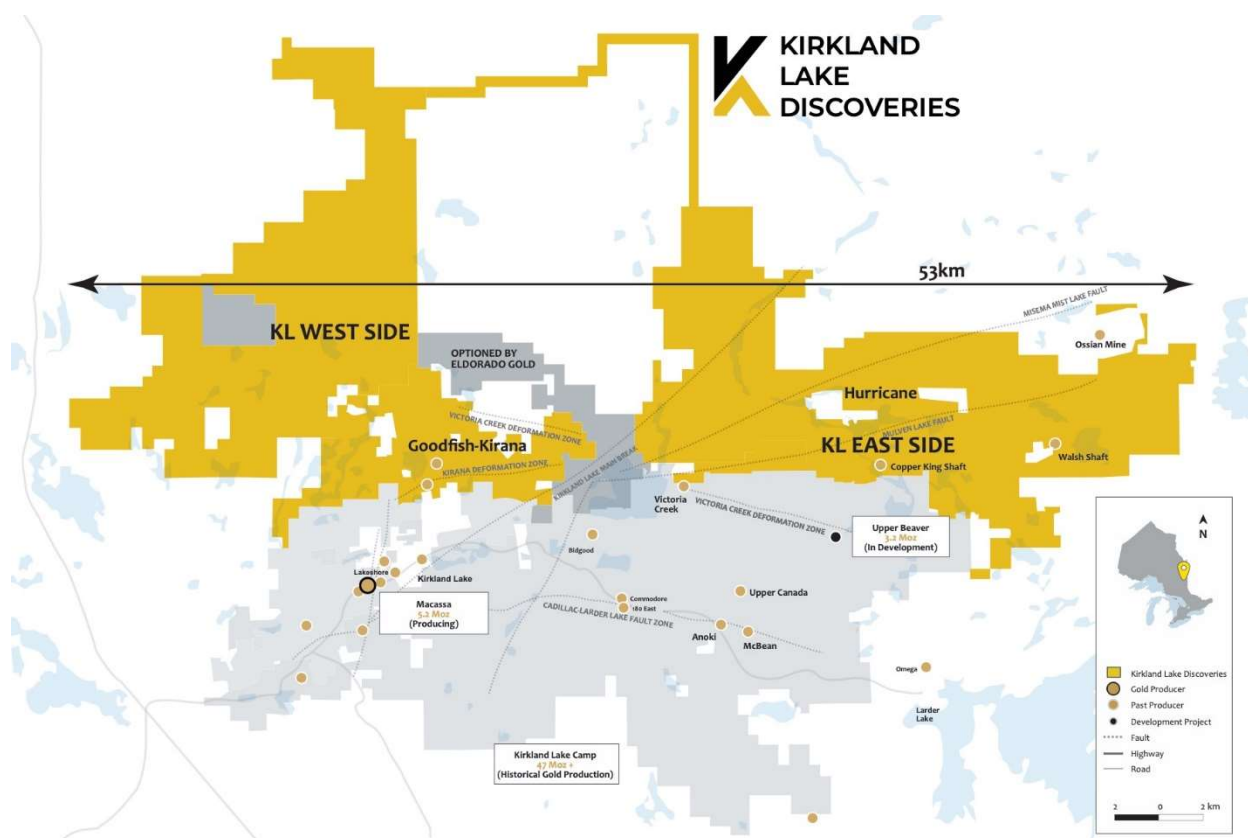 KIRKLAND
LAKE
DISCOVERIES
53km
MISEMA MIST LAKE FAULT
KL WEST SIDE
OPTIONED BY
ELDORADO GOLD
Ossian Mine
Hurricane
VICTORIA CREEK DEFORMATION ZONE
MULVEN LAKE FAULT
Goodfish-Kirana
KL EAST SIDE
Walsh Shaft
KIRANA DEFORMATION ZONE
KIRKLAND LAKE MAIN BREAK
Copper King Shaft
Victoria
Creek
VICTORIA CREEK DEFORMATION ZONE
Upper Beaver
3.2 Moz
(In Development)
Bidgood
Lakeshore
Kirkland Lake
Macassa
5.2 Moz
(Producing)
Commodore
180 East
Upper Canada
CADILLAC-LARDER LAKE FAULT ZONE
Anoki
McBean
Omega
Larder
Lake
Kirkland Lake Camp
47 Moz +
(Historical Gold Production)
N
Kirkland Lake Discoveries
Gold Producer
Past Producer
Development Project
Fault
Highway
Road
2 0 2 km